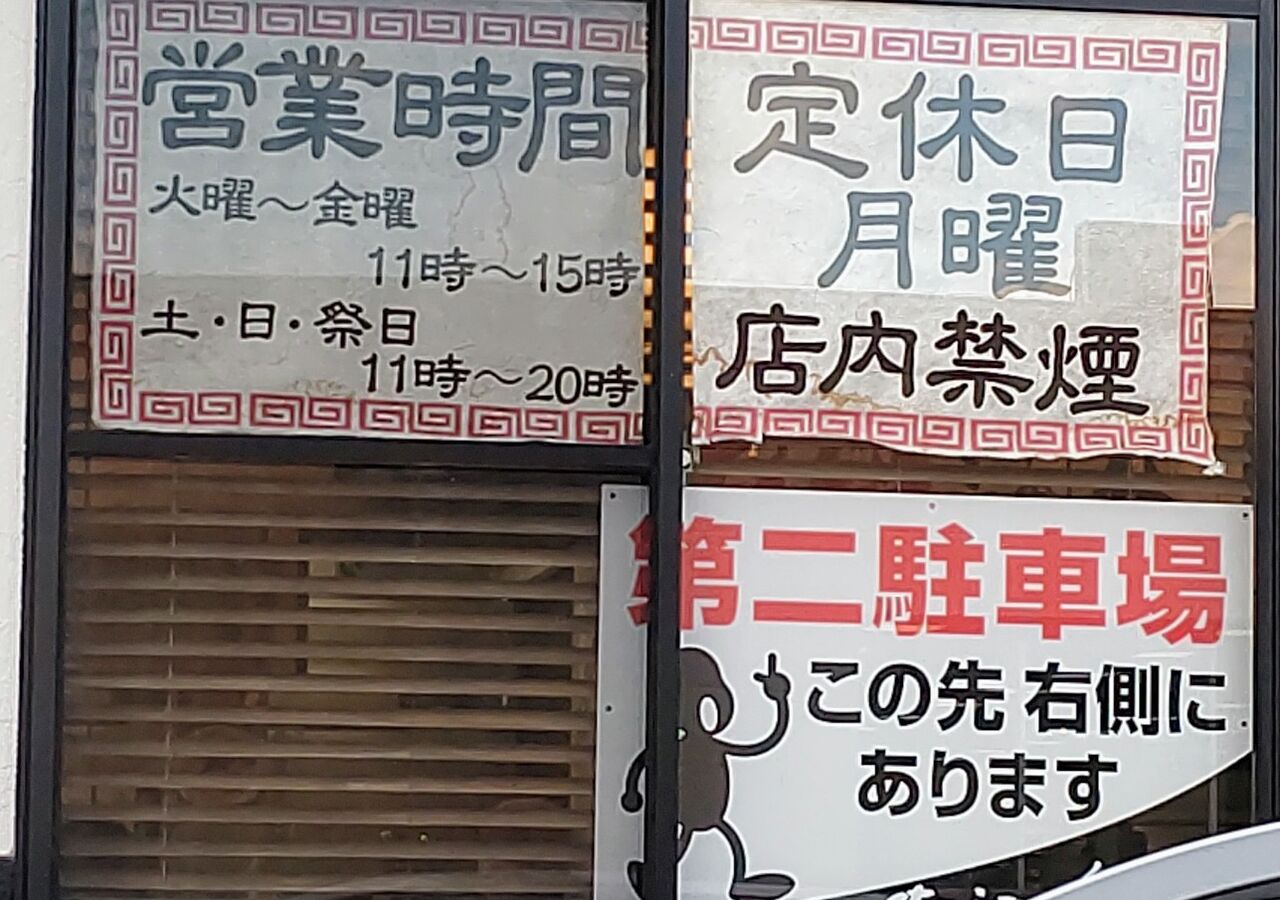 営業時間
火曜～金曜
11時～15時
土・日・祭日
11時～20時
定休日
月曜
店内禁煙
第二駐車場
この先 右側に
あります